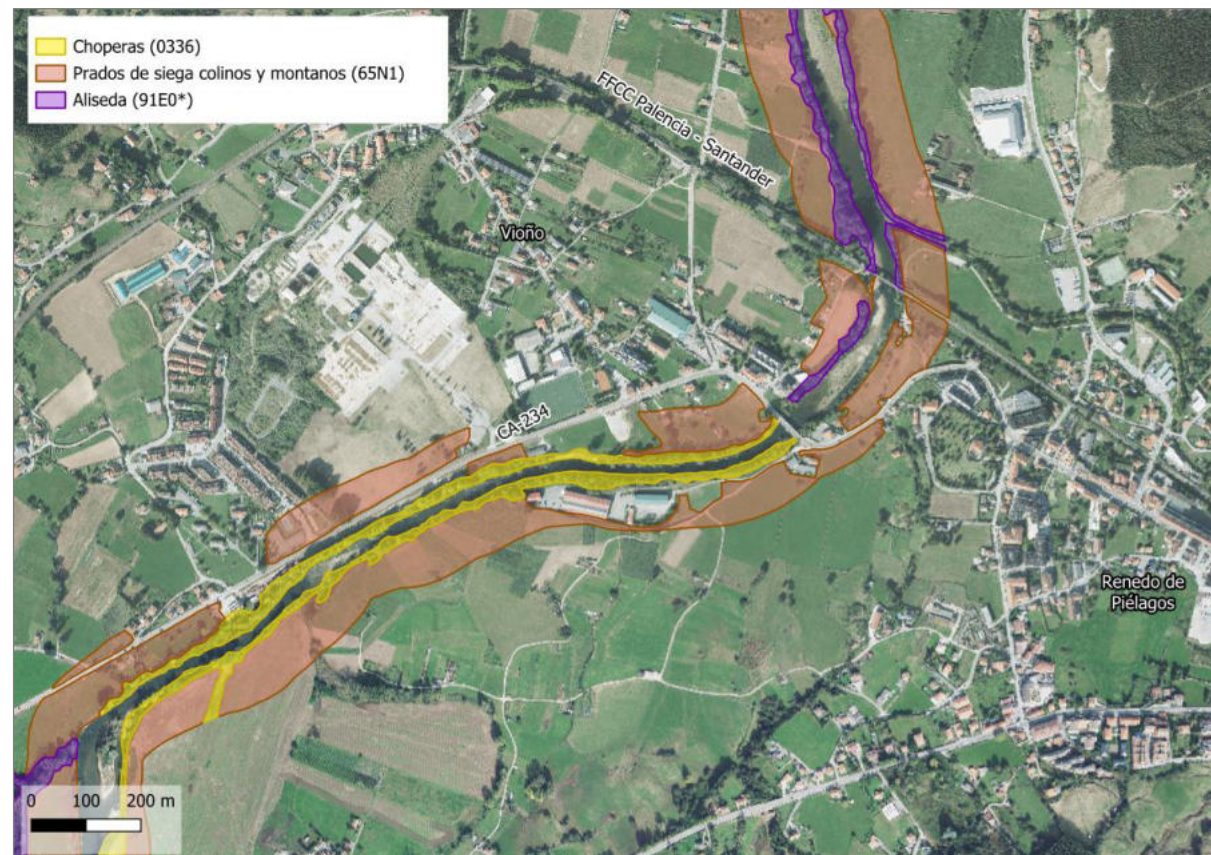 Choperas (0336)
Prados de siega colinos y montanos (65N1)
Aliseda (91E0*)
FFCC Palencia - Santander
Vioño
CA-234
Renedo de
Piélagos
0 100 200 m